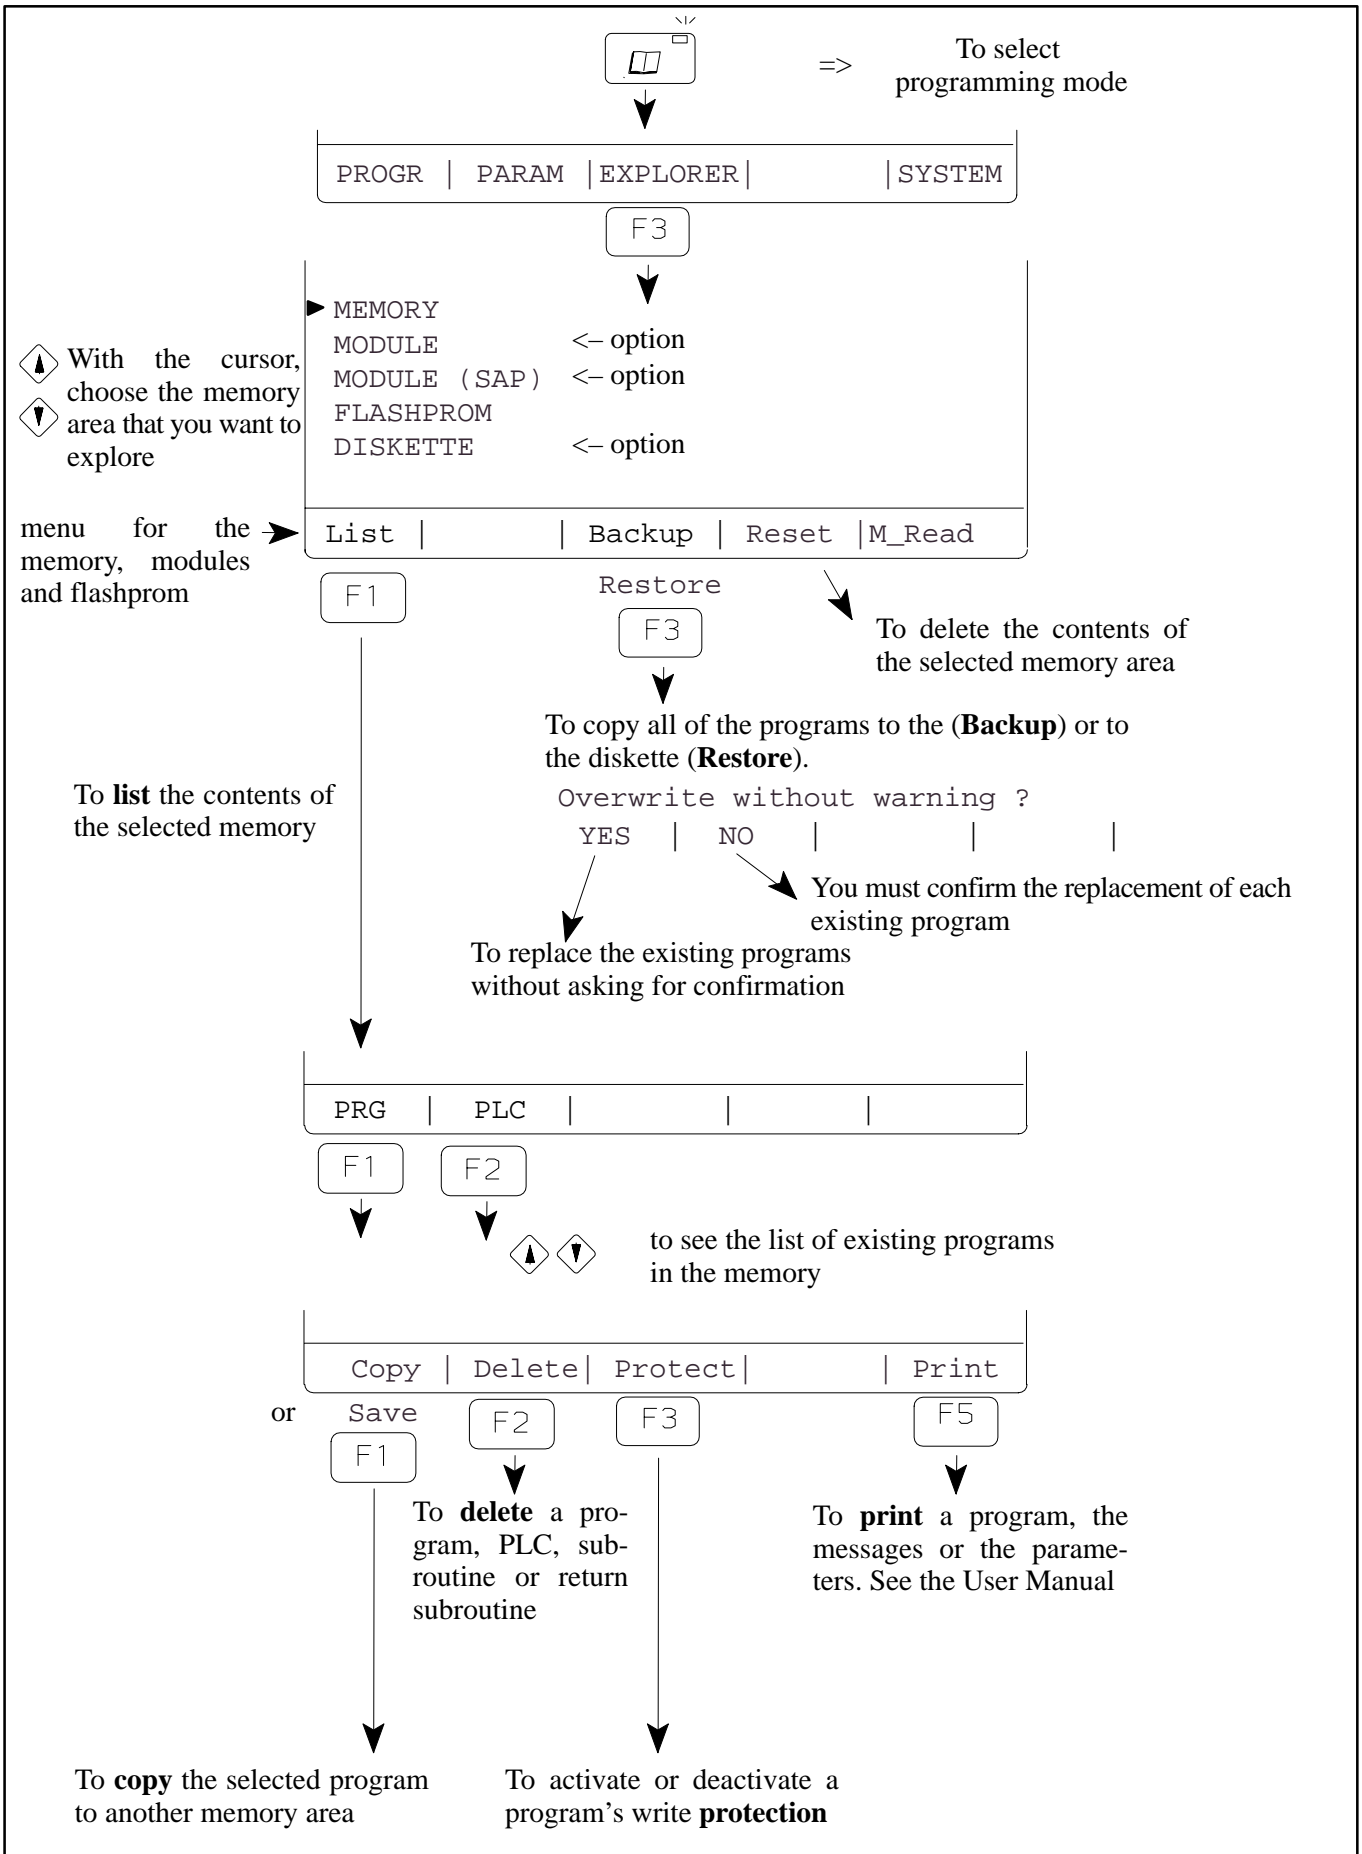 =>
To select
programming mode
PROGR | PARAM |EXPLORER| |SYSTEM
F3
MEMORY
MODULE <– option
MODULE (SAP) <– option
FLASHPROM
DISKETTE <– option
With the cursor,
choose the memory
area that you want to
explore
menu for the
memory, modules
and flashprom
List | | Backup | Reset |M_Read
F1
Restore
F3
To delete the contents of
the selected memory area
To copy all of the programs to the (Backup) or to
the diskette (Restore).
To list the contents of
the selected memory
Overwrite without warning ?
YES | NO | | |
You must confirm the replacement of each
existing program
To replace the existing programs
without asking for confirmation
PRG | PLC | | |
F1 F2
to see the list of existing programs
in the memory
Copy | Delete| Protect| | Print
or Save
F1 F2 F3 F5
To delete a pro-
gram, PLC, sub-
routine or return
subroutine
To print a program, the
messages or the parame-
ters. See the User Manual
To copy the selected program
to another memory area
To activate or deactivate a
program's write protection